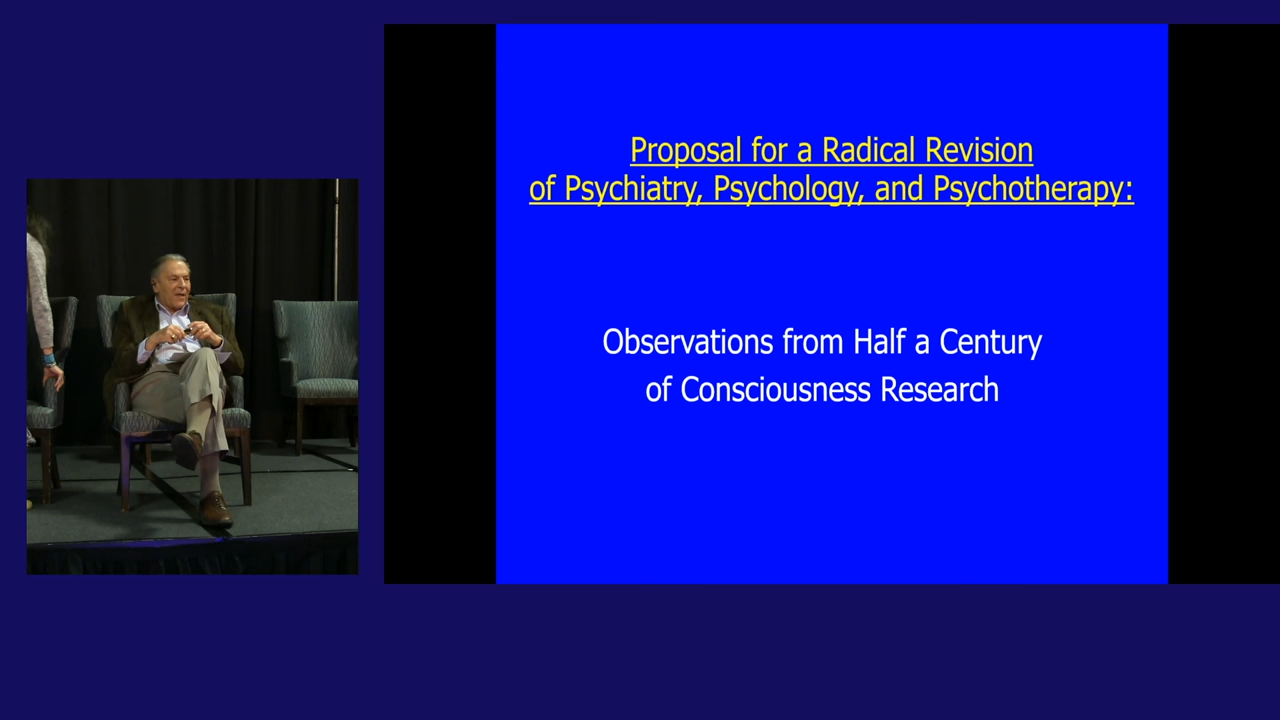 Proposal for a Radical Revision
of Psychiatry, Psychology, and Psychotherapy:
Observations from Half a Century
of Consciousness Research